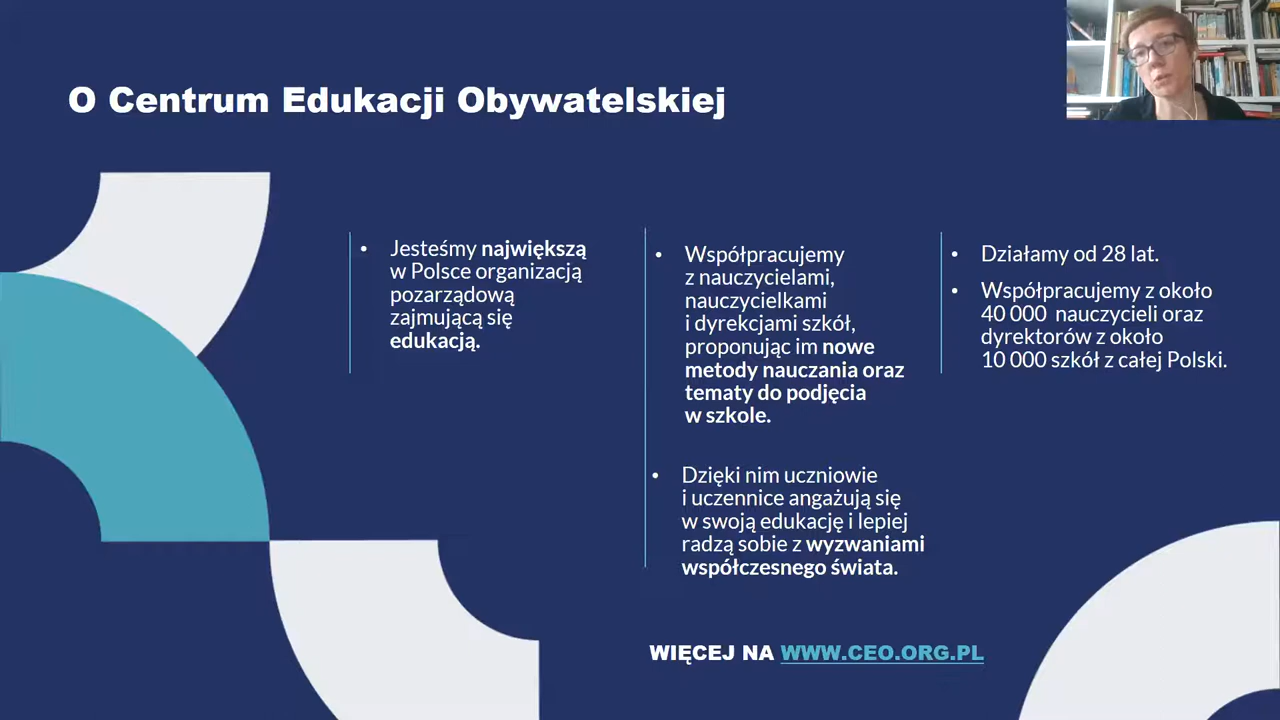 O Centrum Edukacji Obywatelskiej
• Jesteśmy największą
w Polsce organizacją
pozarządową
zajmującą się
edukacją.
• Współpracujemy
z nauczycielami,
nauczycielkami
i dyrekcjami szkół,
proponując im nowe
metody nauczania oraz
tematy do podjęcia
w szkole.
• Dzięki nim uczniowie
i uczennice angażują się
w swoją edukację i lepiej
radzą sobie z wyzwaniami
współczesnego świata.
• Działamy od 28 lat.
• Współpracujemy z około
40 000 nauczycieli oraz
dyrektorów z około
10 000 szkół z całej Polski.
WIĘCEJ NA WWW.CEO.ORG.PL